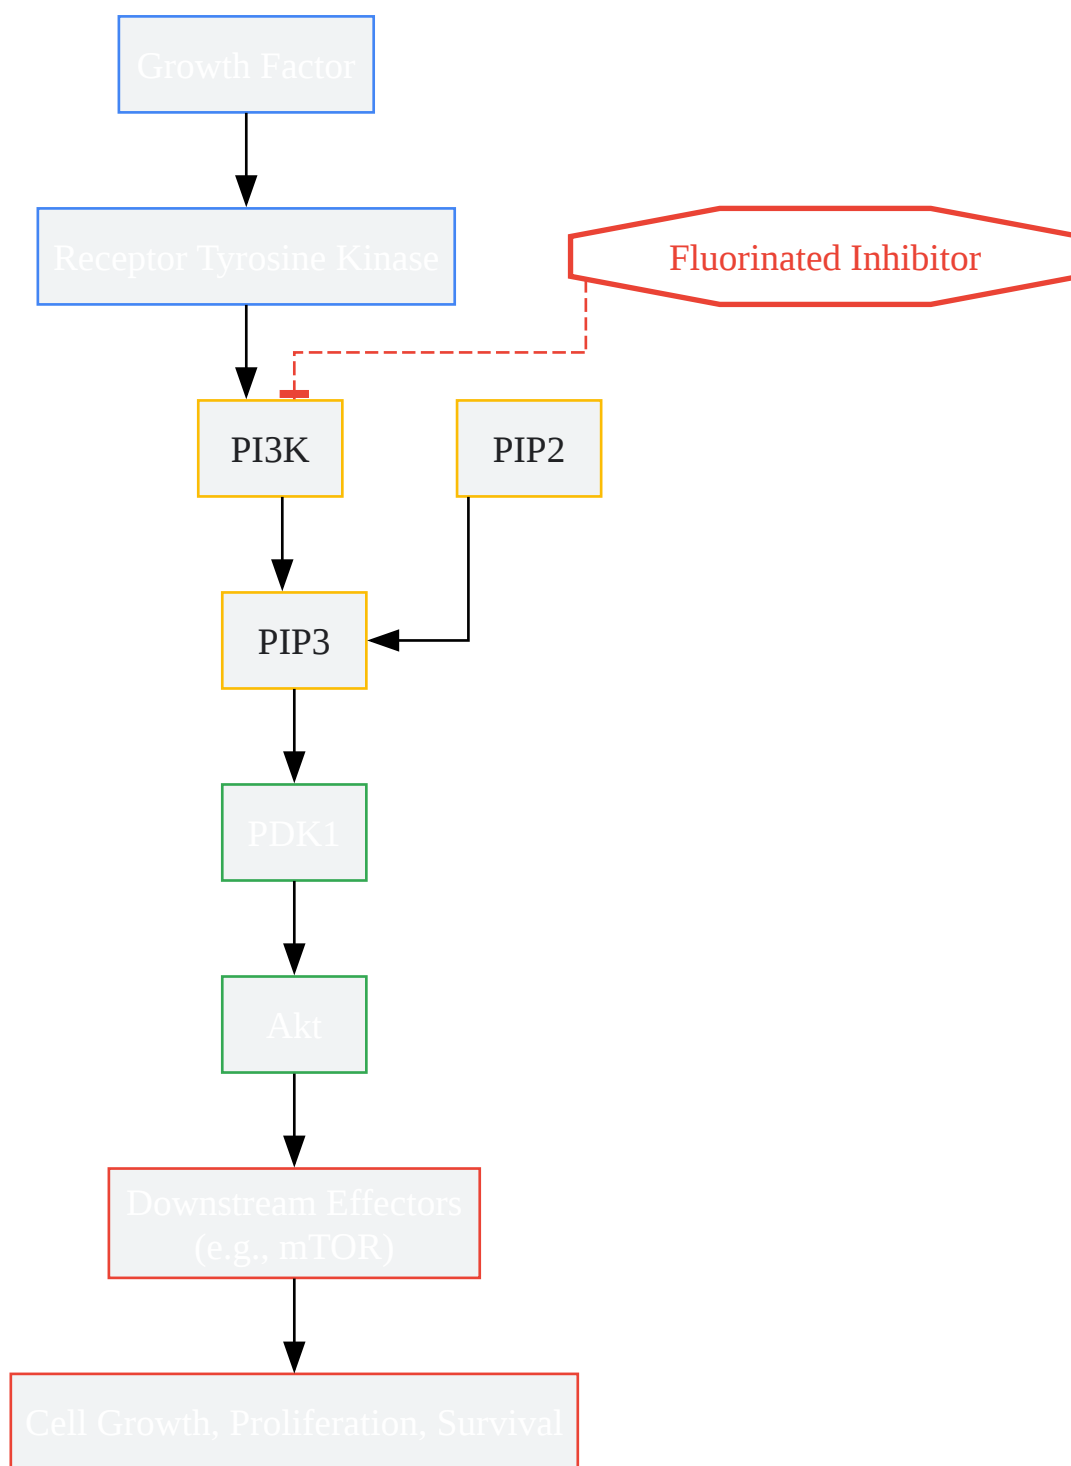 Growth Factor
Receptor Tyrosine Kinase
Fluorinated Inhibitor
PI3K
PIP2
PIP3
PDK1
Akt
Downstream Effectors
(e.g., mTOR)
Cell Growth, Proliferation, Survival